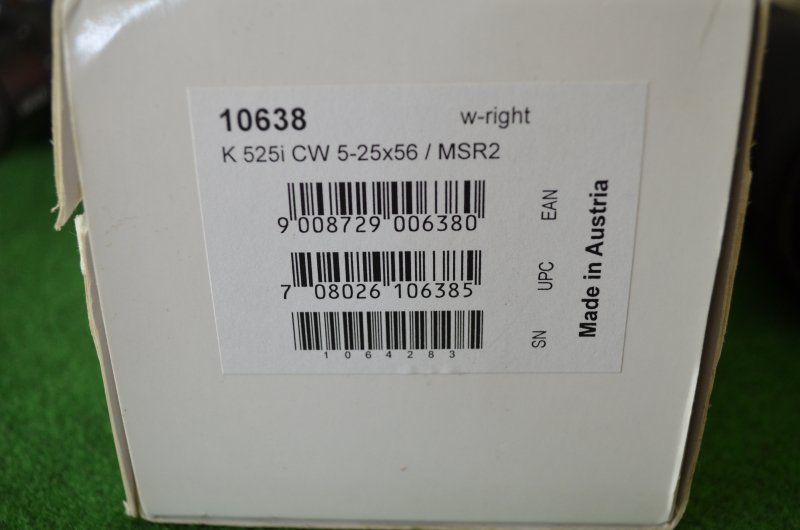 10638 w-right
K 525i CW 5-25x56 / MSR2
9 008729 006380
EAN
7 08026 106385
UPC
1064283
SN
Made in Austria